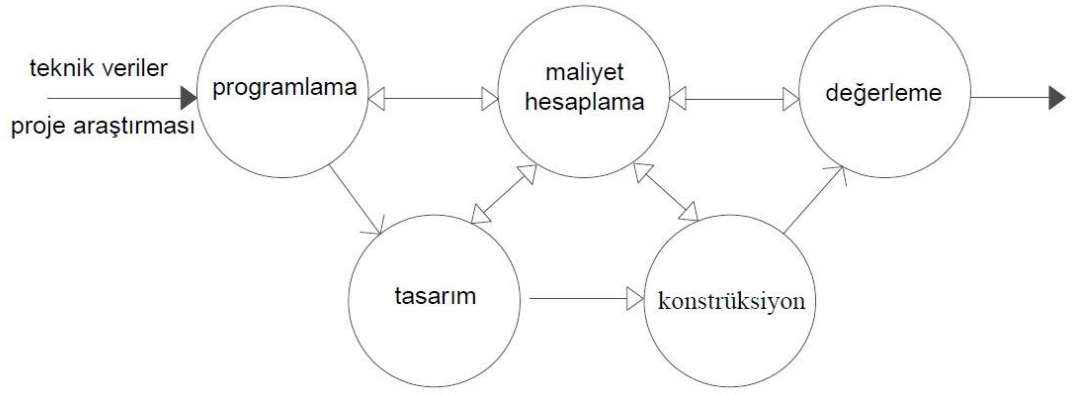 teknik veriler
proje araştırması
programlama
maliyet
hesaplama
değerleme
tasarım
konstrüksiyon